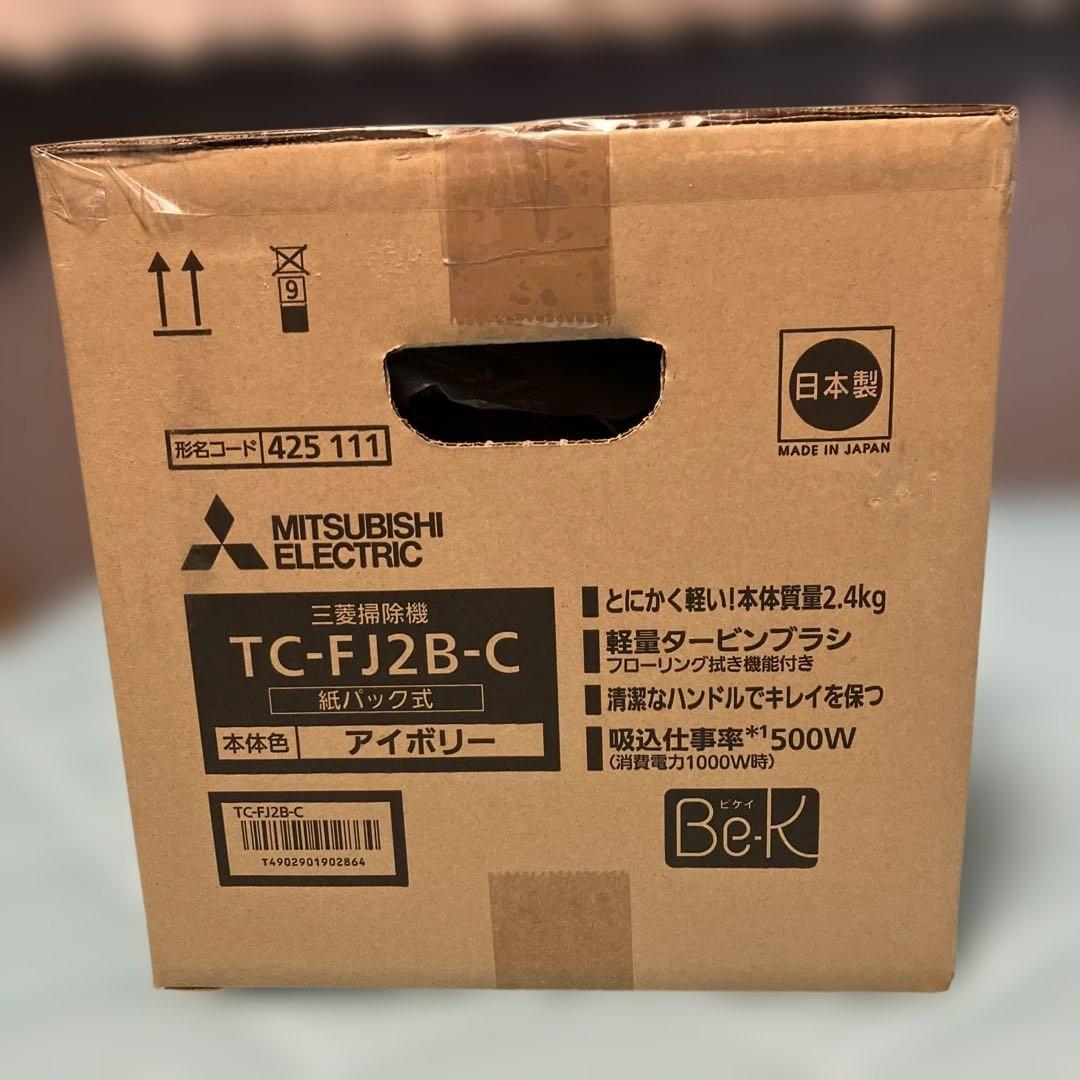 9
日本製
MADE IN JAPAN
形名コード 425 111
MITSUBISHI
ELECTRIC
三菱掃除機
TC-FJ2B-C
紙パック式
本体色 アイボリー
とにかく軽い!本体質量2.4kg
軽量タービンブラシ
フローリング拭き機能付き
清潔なハンドルでキレイを保つ
吸込仕事率*1 500W
(消費電力1000W時)
TC-FJ2B-C
T4902901902864
ビケイ
Be-K